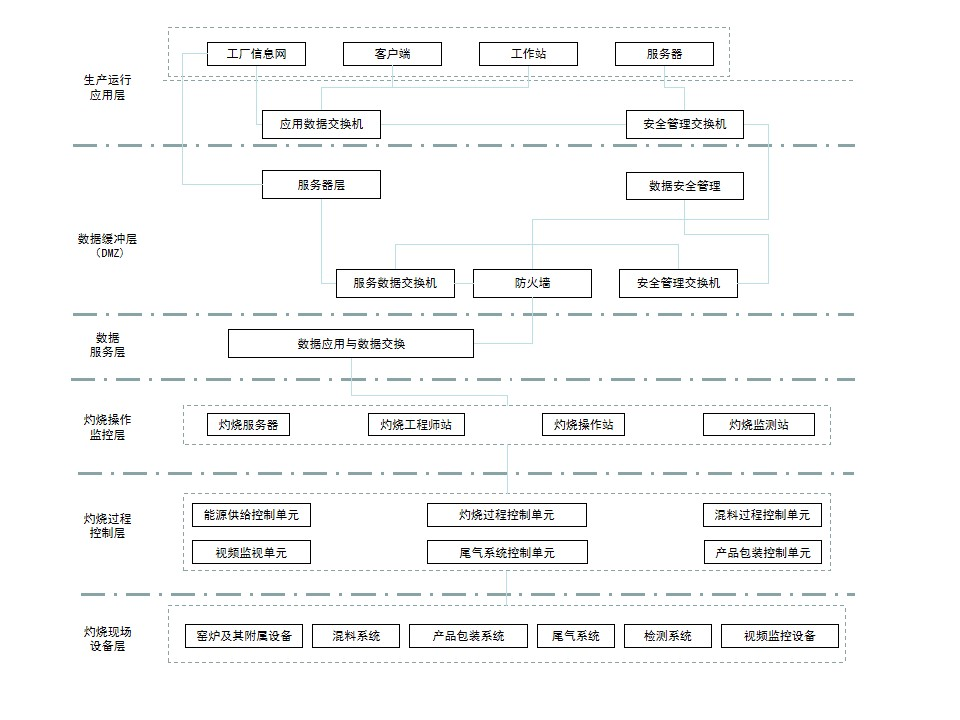 工厂信息网
客户端
工作站
服务器
生产运行
应用层
应用数据交换机
安全管理交换机
服务器层
数据安全管理
数据缓冲层
（DMZ）
服务数据交换机
防火墙
安全管理交换机
数据
服务层
数据应用与数据交换
灼烧操作
监控层
灼烧服务器
灼烧工程师站
灼烧操作站
灼烧监测站
灼烧过程
控制层
能源供给控制单元
灼烧过程控制单元
混料过程控制单元
视频监视单元
尾气系统控制单元
产品包装控制单元
灼烧现场
设备层
窑炉及其附属设备
混料系统
产品包装系统
尾气系统
检测系统
视频监控设备